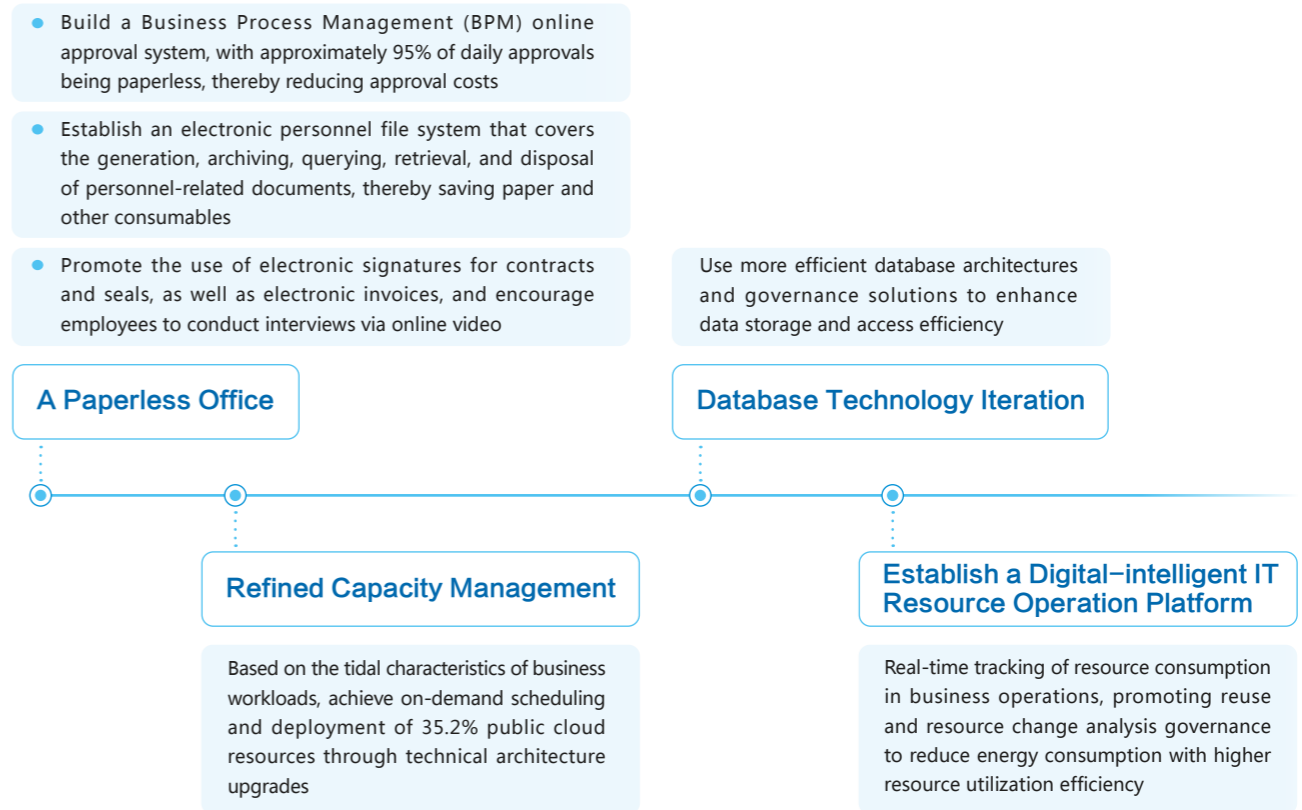 Build a Business Process Management (BPM) online
approval system, with approximately 95% of daily approvals
being paperless, thereby reducing approval costs
Establish an electronic personnel file system that covers
the generation, archiving, querying, retrieval, and disposal
of personnel-related documents, thereby saving paper and
other consumables
Promote the use of electronic signatures for contracts
and seals, as well as electronic invoices, and encourage
employees to conduct interviews via online video
A Paperless Office
Use more efficient database architectures
and governance solutions to enhance
data storage and access efficiency
Database Technology Iteration
Refined Capacity Management
Based on the tidal characteristics of business
workloads, achieve on-demand scheduling
and deployment of 35.2% public cloud
resources through technical architecture
upgrades
Establish a Digital-intelligent IT
Resource Operation Platform
Real-time tracking of resource consumption
in business operations, promoting reuse
and resource change analysis governance
to reduce energy consumption with higher
resource utilization efficiency